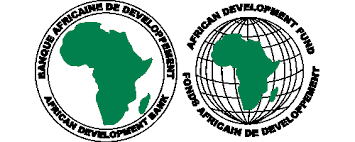 BANQUE AFRICAINE DE DEVELOPPEMENT
AFRICAN DEVELOPMENT BANK
AFRICAN DEVELOPMENT FUND
FONDS AFRICAIN DE DEVELOPPEMENT